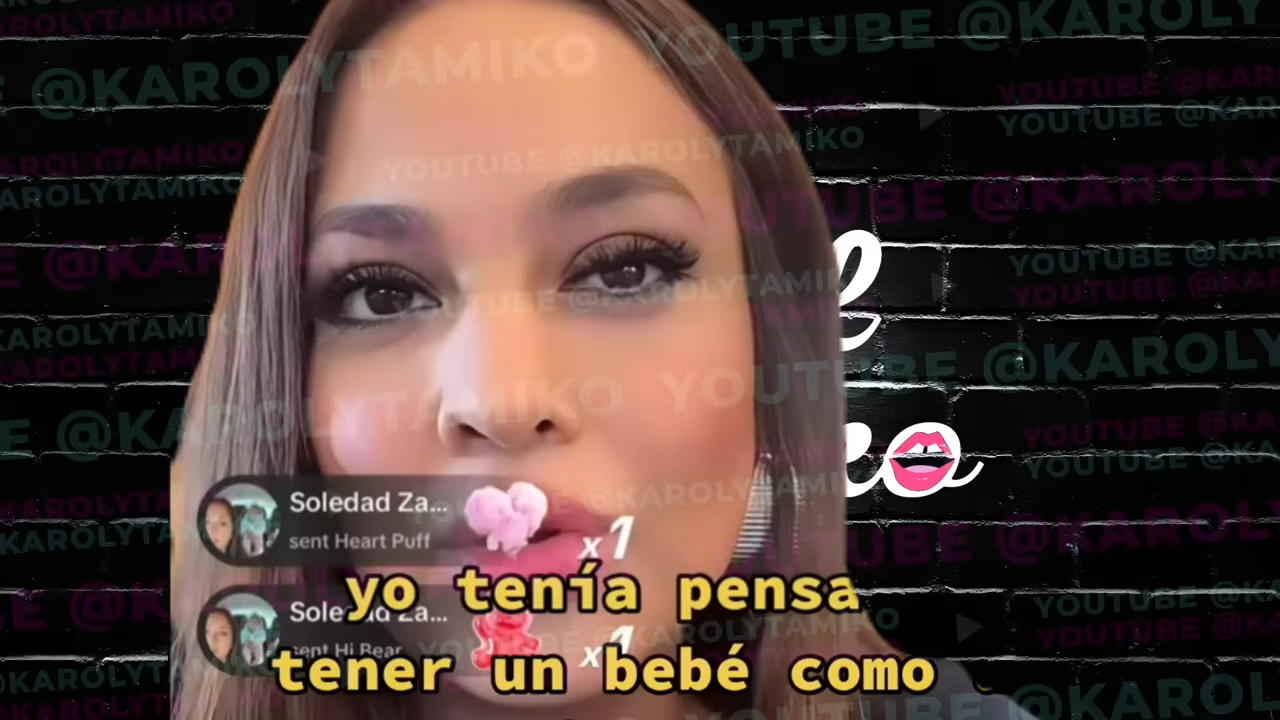 YOUTUBE @KAROLYTAMIKO
Soledad Za...
sent Heart Puff
x1
yo tenía pensa
Soledad Za...
sent Hi Bear
x1
tener un bebé como